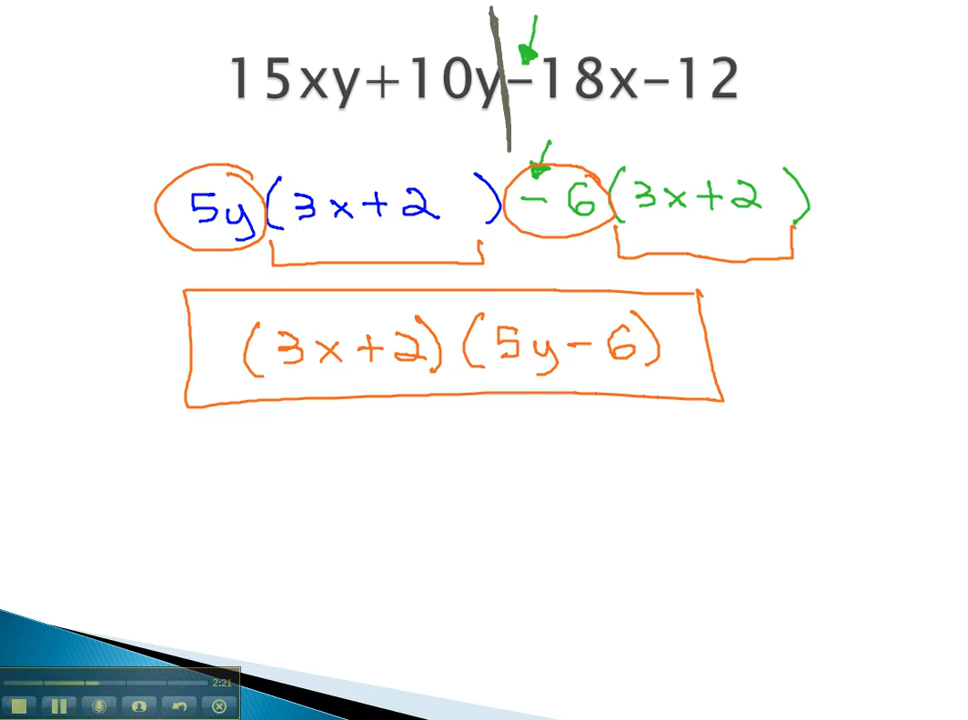 15xy+10y-18x-12
5y(3x+2 ) - 6(3x+2 )
(3x+2)(5y-6)
2:21